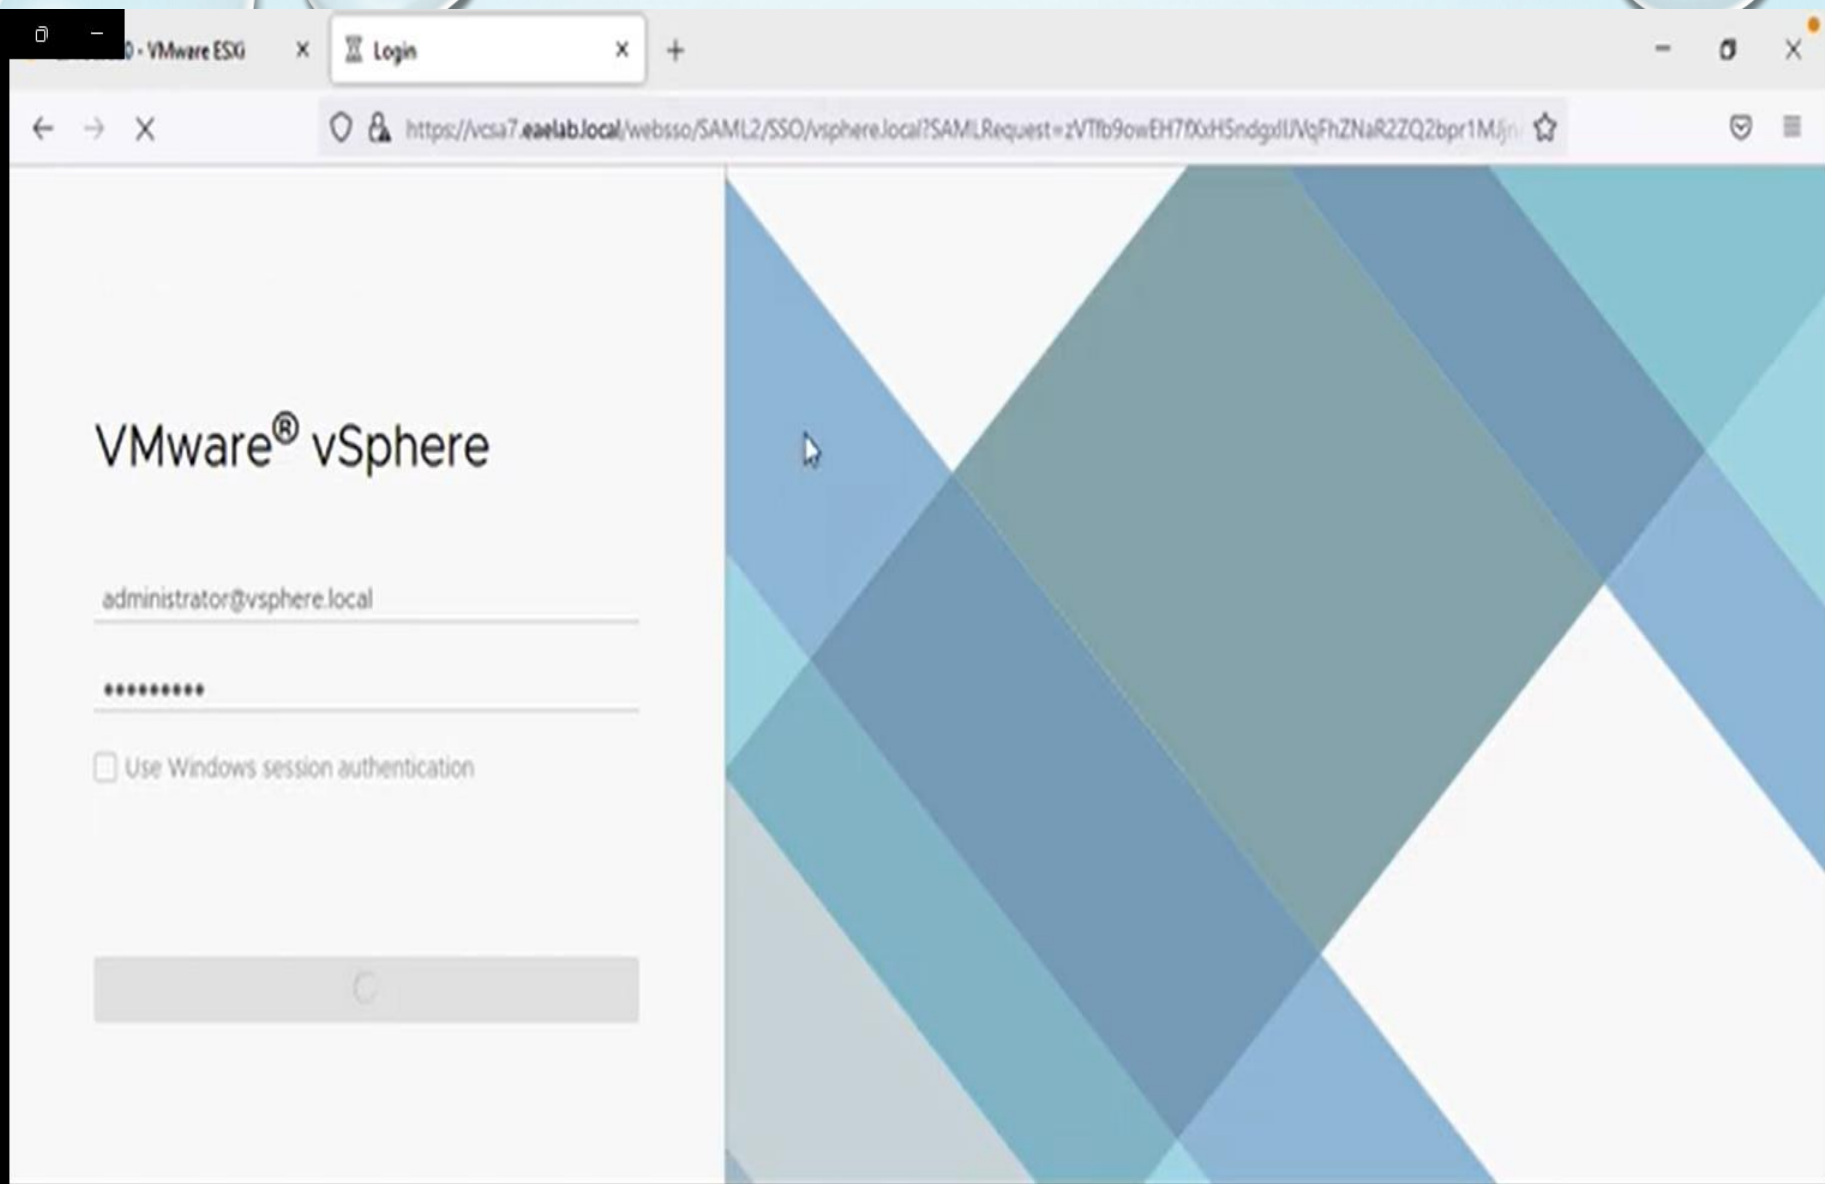 - VMware ESXi
Login
https://vcsa7.eaelab.local/websso/SAML2/SSO/vsphere.local?SAMLRequest=
VMware® vSphere
administrator@vsphere.local
•••••••••
Use Windows session authentication